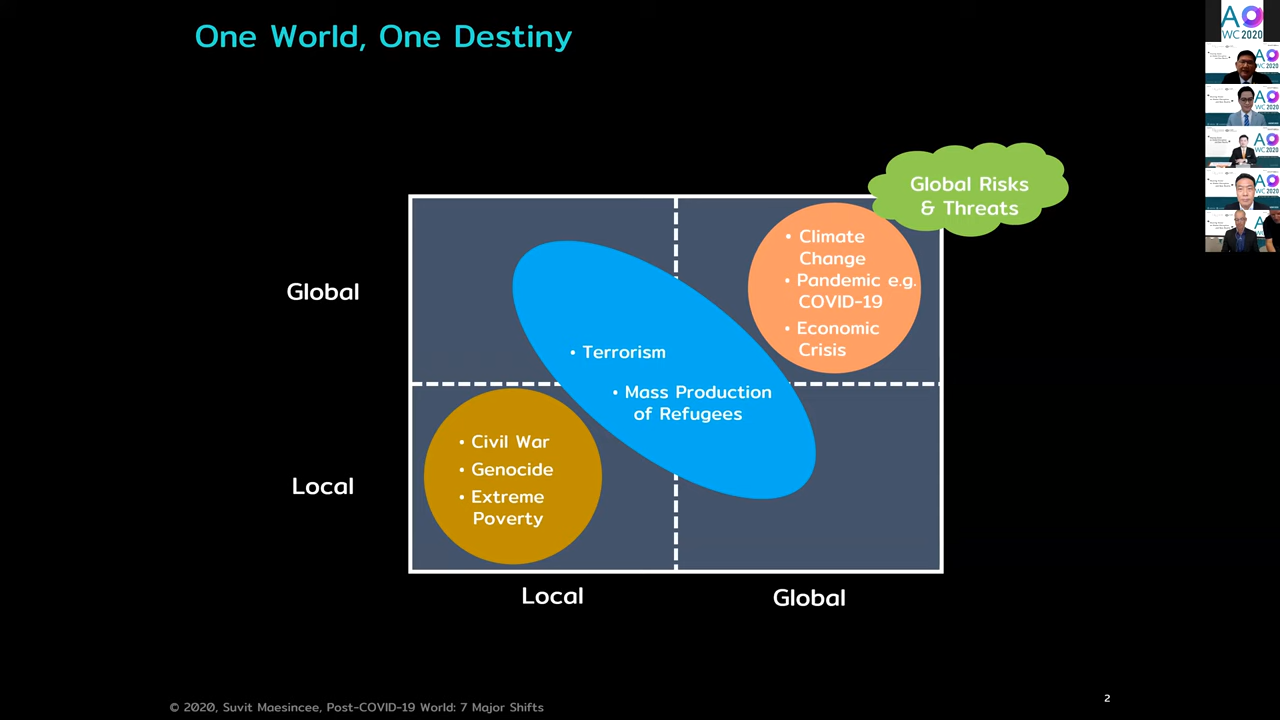 One World, One Destiny
AO
WC2020
Global Risks
& Threats
• Climate
Change
• Pandemic e.g.
COVID-19
• Economic
Crisis
Global
• Terrorism
• Mass Production
of Refugees
• Civil War
• Genocide
• Extreme
Poverty
Local
Local
Global
2
© 2020, Suvit Maesincee, Post-COVID-19 World: 7 Major Shifts